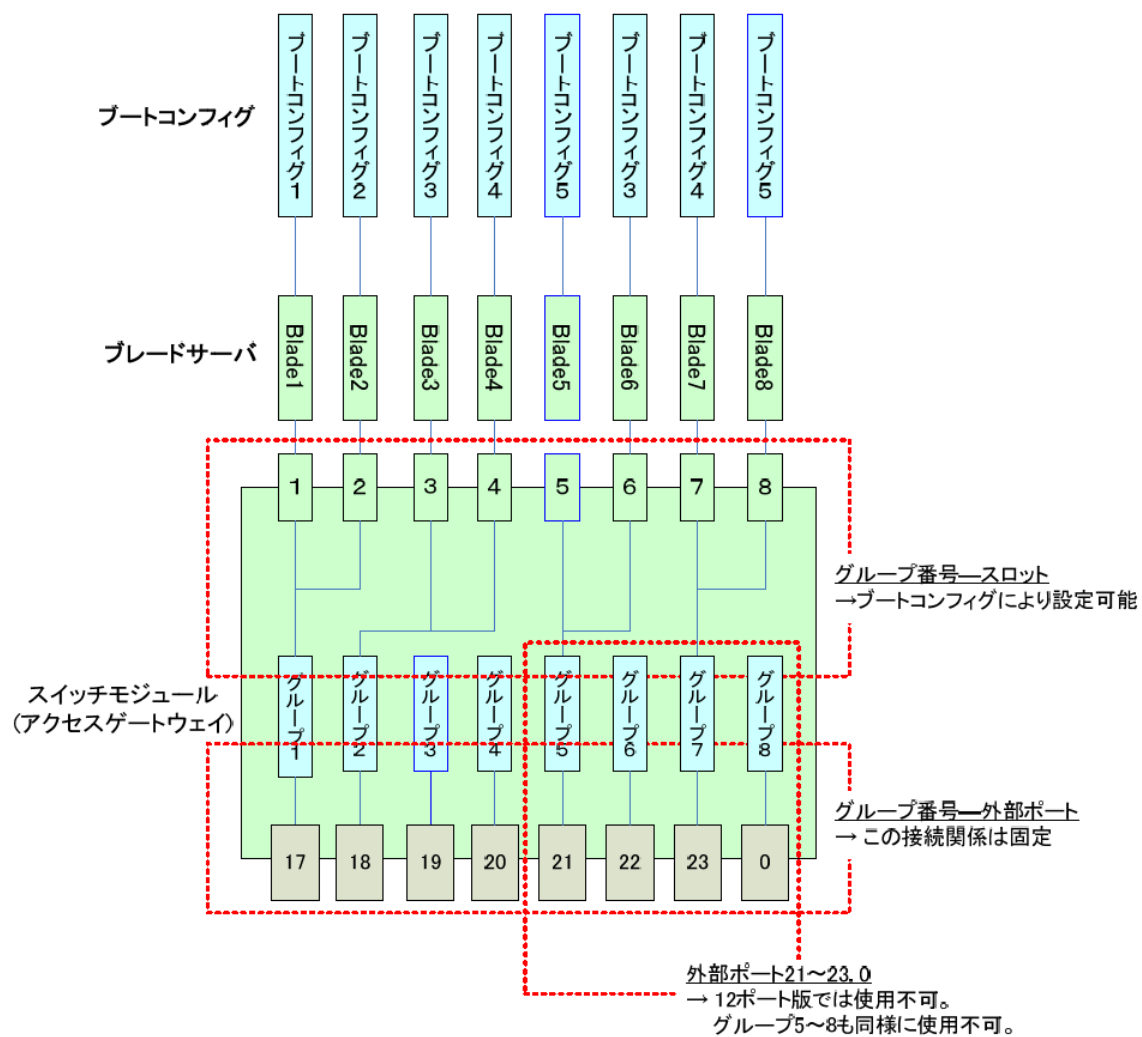 ブートコンフィグ
ブートコンフィグ1
ブートコンフィグ2
ブートコンフィグ3
ブートコンフィグ4
ブートコンフィグ5
ブートコンフィグ3
ブートコンフィグ4
ブートコンフィグ5
ブレードサーバ
Blade1
Blade2
Blade3
Blade4
Blade5
Blade6
Blade7
Blade8
1
2
3
4
5
6
7
8
グループ番号―スロット
→ブートコンフィグにより設定可能
スイッチモジュール
(アクセスゲートウェイ)
グループ1
グループ2
グループ3
グループ4
グループ5
グループ6
グループ7
グループ8
グループ番号―外部ポート
→ この接続関係は固定
17
18
19
20
21
22
23
0
外部ポート21～23.0
→ 12ポート版では使用不可。
グループ5～8も同様に使用不可。